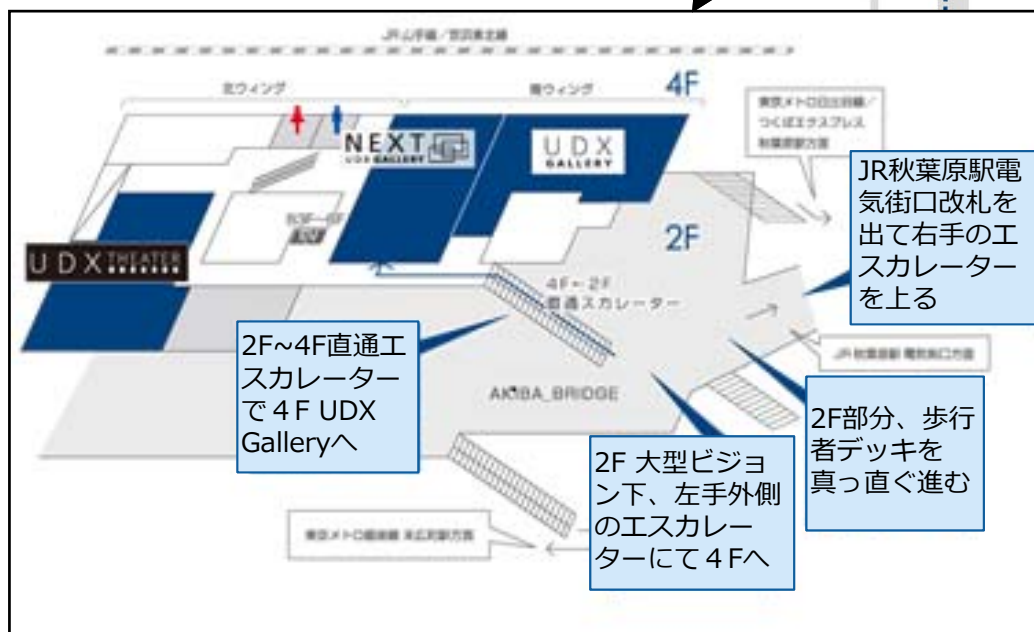 JR山手線／京浜東北線
北ウィング
南ウィング
4F
NEXT
UDX GALLERY
UDX
GALLERY
東京メトロ日比谷線／
つくばエクスプレス
秋葉原駅方面
JR秋葉原駅電
気街口改札を
出て右手のエ
スカレーター
を上る
2F
UDX THEATER
4F←2F
直通スカレーター
2F~4F直通エ
スカレーター
で４F UDX
Galleryへ
JR秋葉原駅 電気街口方面
AKIBA_BRIDGE
2F部分、歩行
者デッキを
真っ直ぐ進む
2F 大型ビジョ
ン下、左手外側
のエスカレー
ターにて４Fへ
東京メトロ銀座線 末広町駅方面